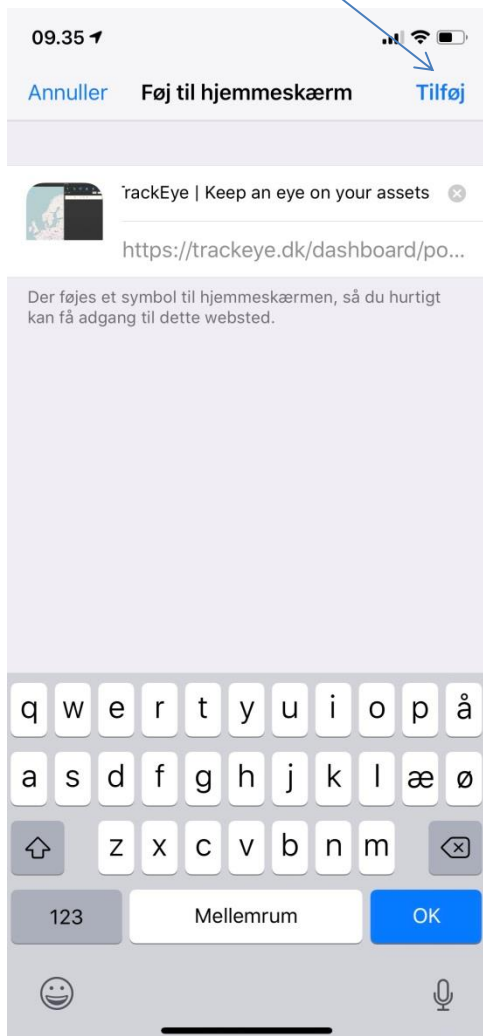 09.35
Annuller Føj til hjemmeskærm Tilføj
TrackEye | Keep an eye on your assets
https://trackeye.dk/dashboard/po...
Der føjes et symbol til hjemmeskærmen, så du hurtigt
kan få adgang til dette websted.
q w e r t y u i o p å
a s d f g h j k l æ ø
z x c v b n m
123 Mellemrum OK